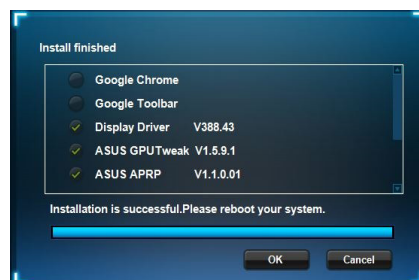 Install finished
Google Chrome
Google Toolbar
Display Driver V388.43
ASUS GPUTweak V1.5.9.1
ASUS APRP V1.1.0.01
Installation is successful.Please reboot your system.
OK Cancel